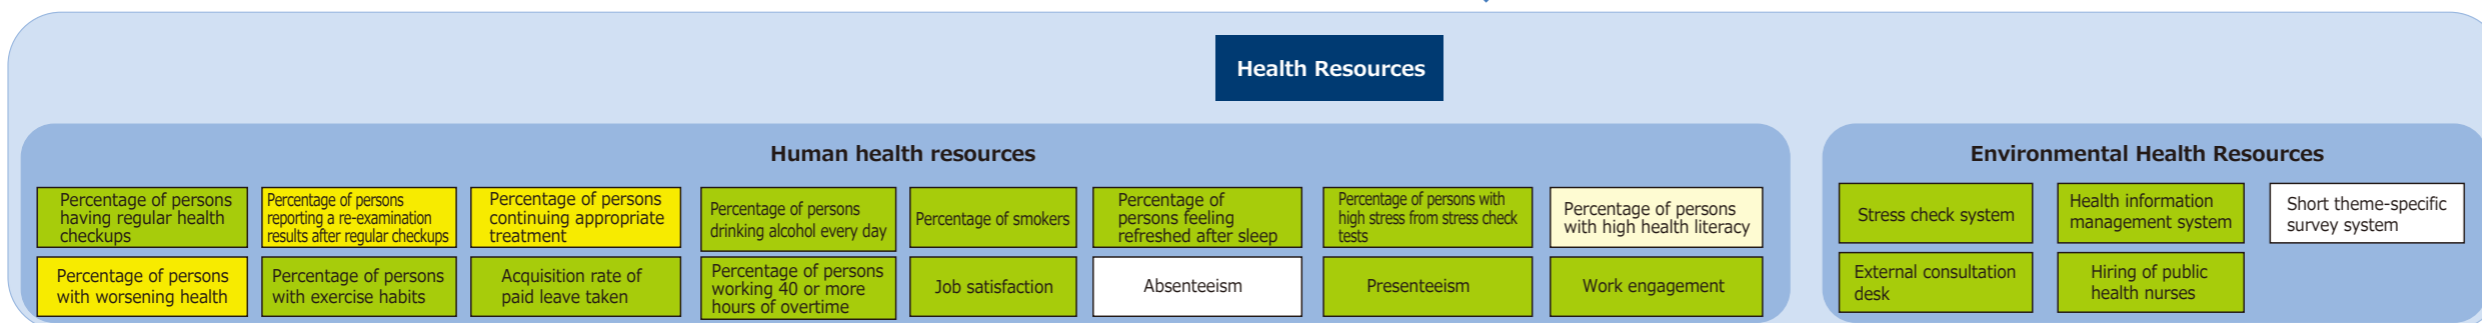 Health Resources
Human health resources
Percentage of persons
having regular health
checkups
Percentage of persons
reporting a re-examination
results after regular checkups
Percentage of persons
continuing appropriate
treatment
Percentage of persons
drinking alcohol every day
Percentage of smokers
Percentage of
persons feeling
refreshed after sleep
Percentage of persons with
high stress from stress check
tests
Percentage of persons
with high health literacy
Percentage of persons
with worsening health
Percentage of persons
with exercise habits
Acquisition rate of
paid leave taken
Percentage of persons
working 40 or more
hours of overtime
Job satisfaction
Absenteeism
Presenteeism
Work engagement
Environmental Health Resources
Stress check system
Health information
management system
Short theme-specific
survey system
External consultation
desk
Hiring of public
health nurses